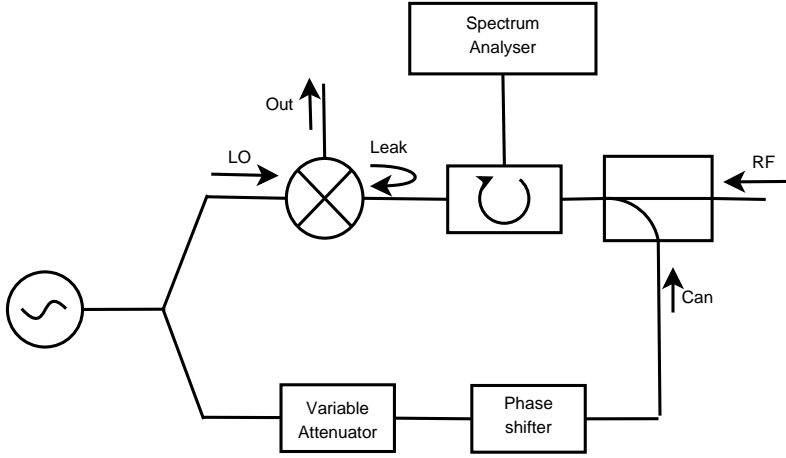 Spectrum
Analyser
Out
LO
Leak
RF
Can
Variable
Attenuator
Phase
shifter